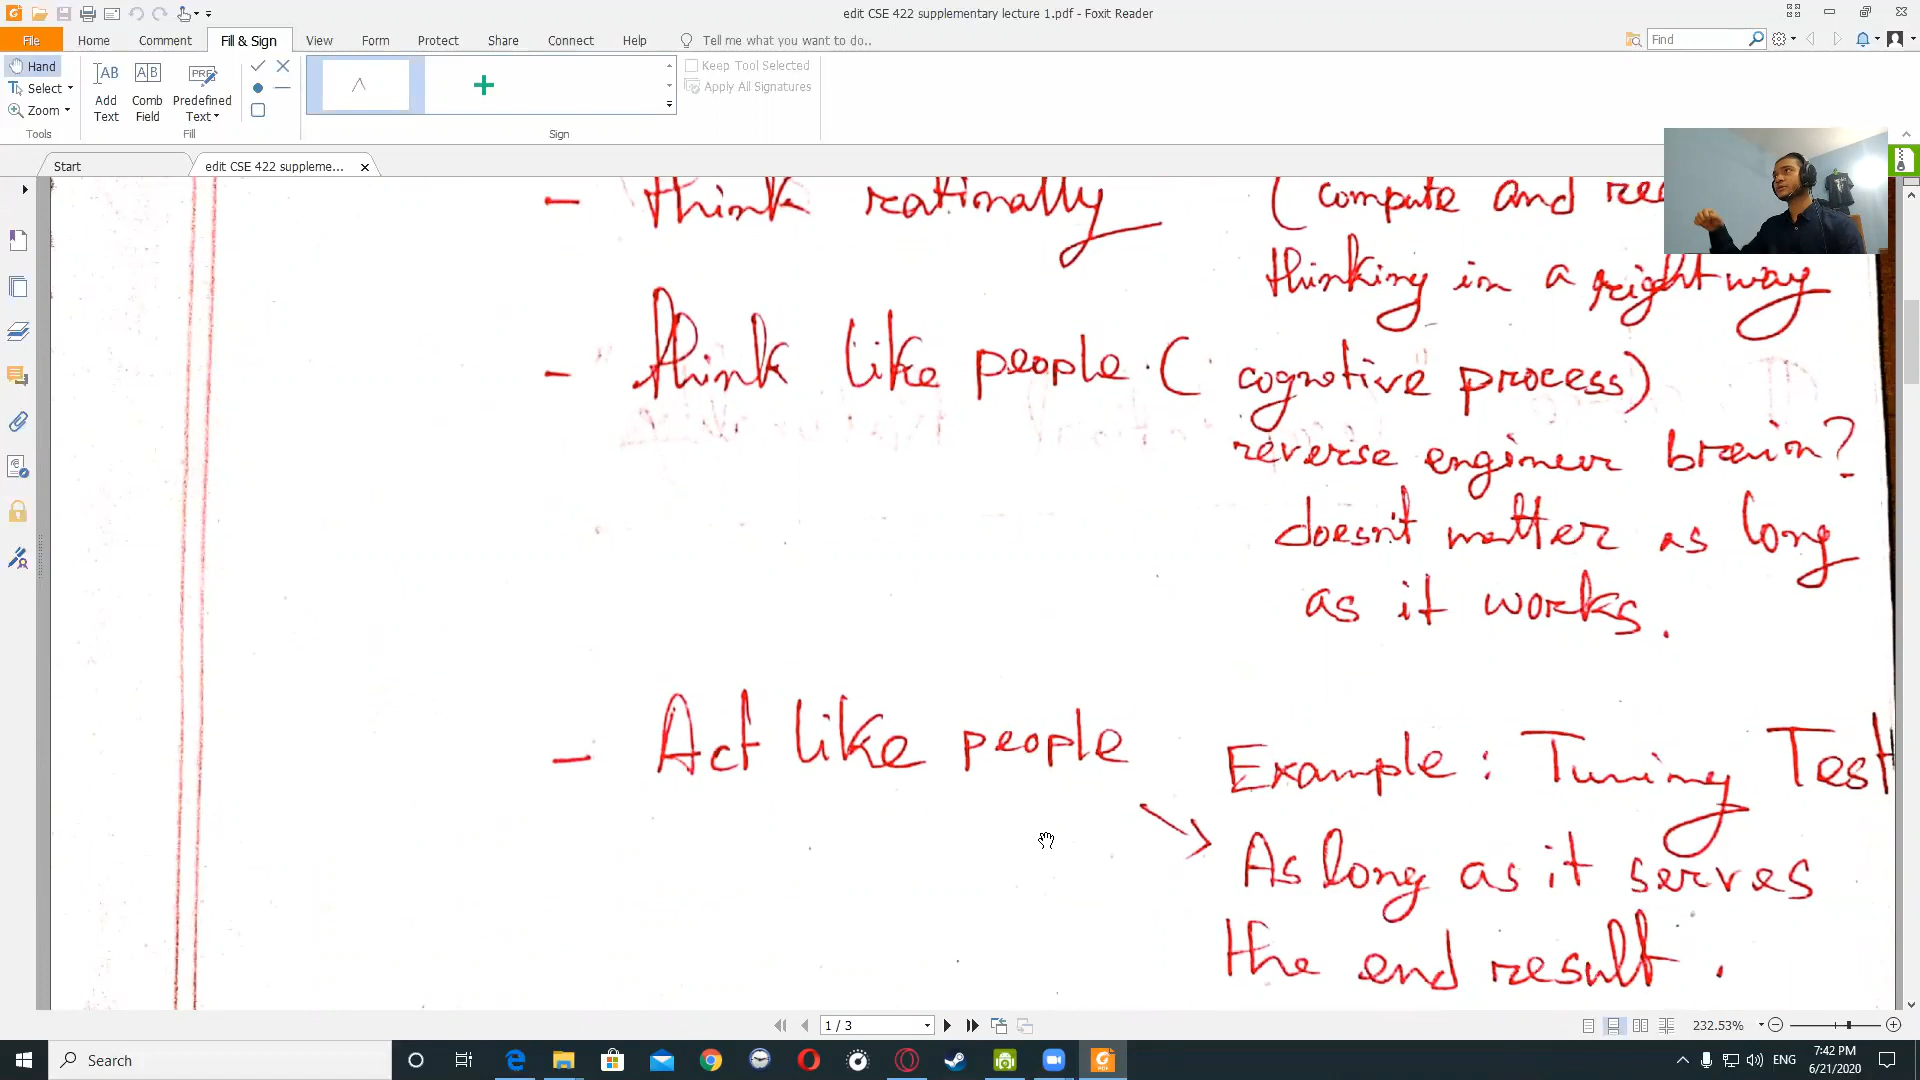 edit CSE 422 supplementary lecture 1.pdf - Foxit Reader
File Home Comment Fill & Sign View Form Protect Share Connect Help Tell me what you want to do.. Find
Hand
Select
Zoom
Tools
Add Text
Comb Field
Predefined Text
Fill
Sign
Keep Tool Selected
Apply All Signatures
Start
edit CSE 422 suppleme...
- think rationally (compute and
thinking in a right way
- think like people (cognotive process)
reverse engineer brain?
doesn't matter as long
as it works.
- Act like people Example: Turing Test
As long as it serves
the end result.
1 / 3
232.53%
Search
ENG
7:42 PM
6/21/2020